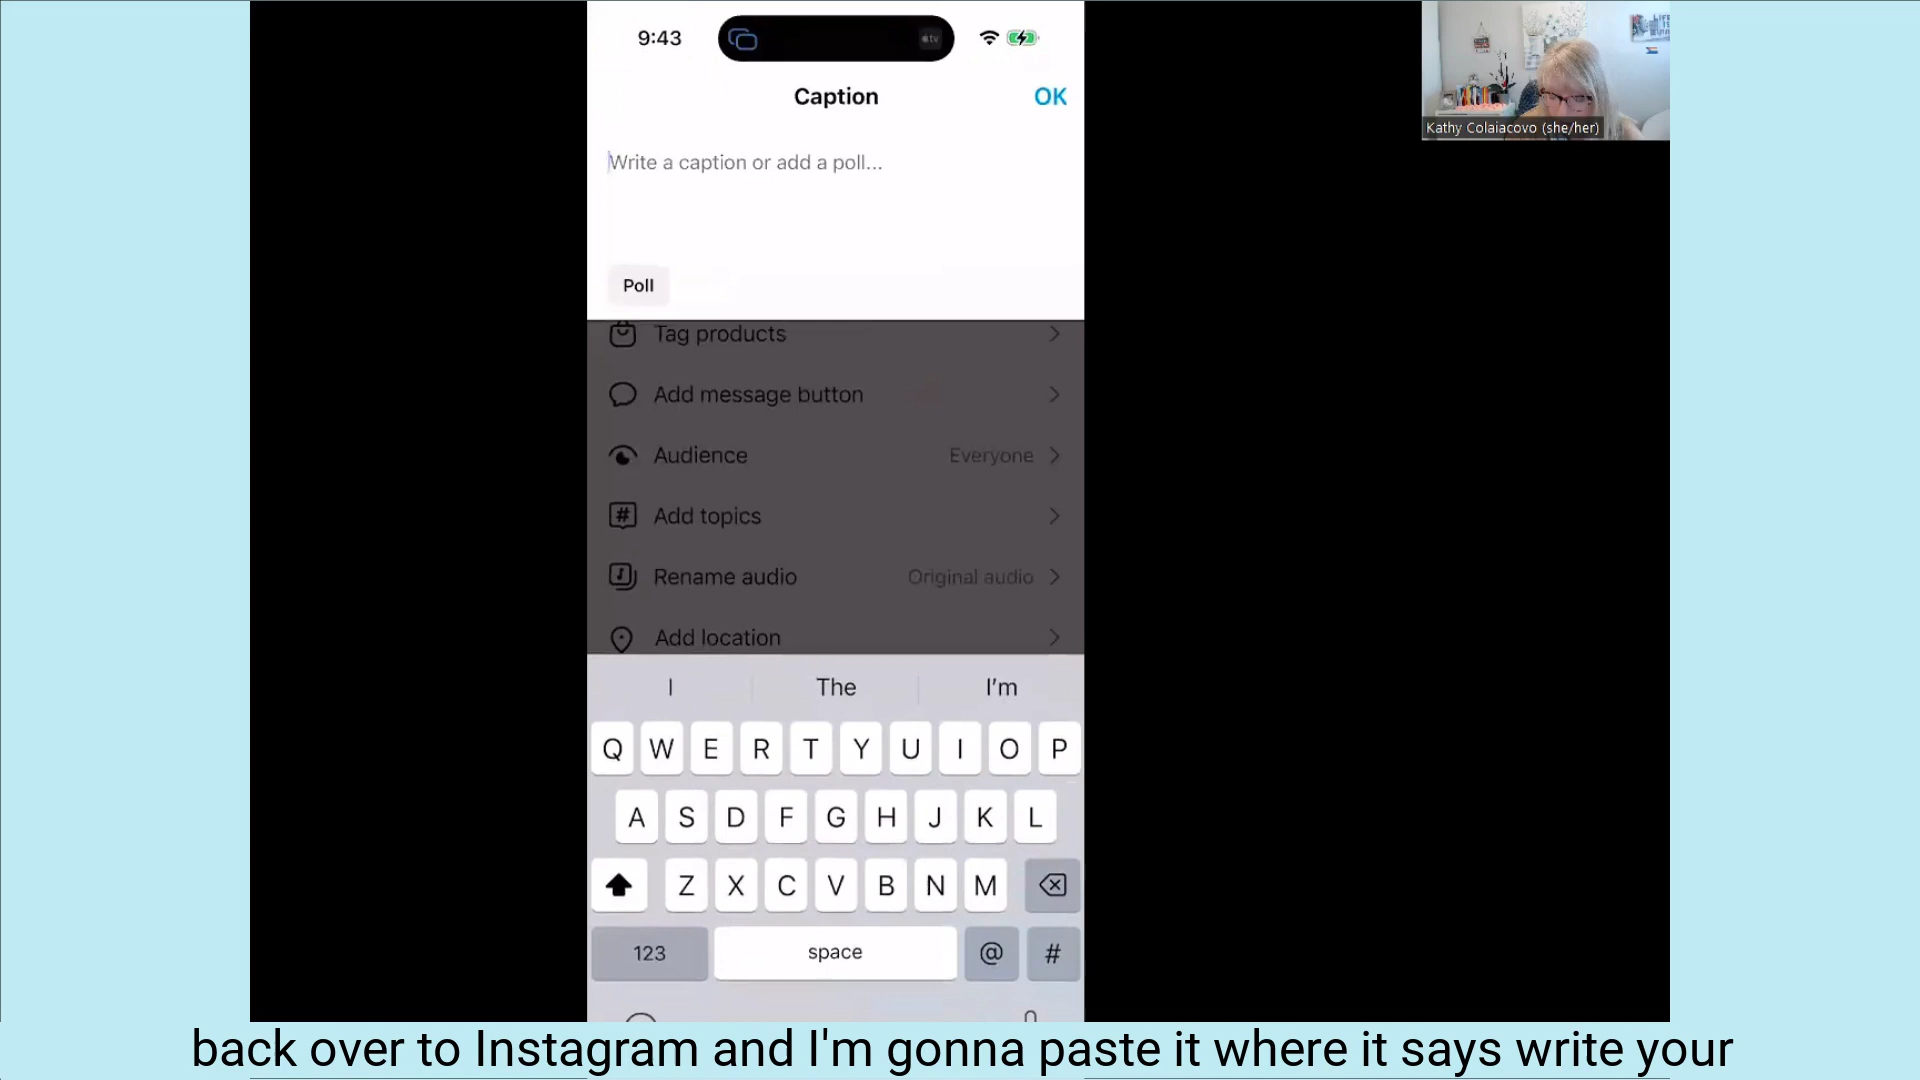 9:43
tv
Caption
OK
Write a caption or add a poll...
Poll
Tag products
Add message button
Audience
Everyone
Add topics
Rename audio
Original audio
Add location
I
The
I'm
Q W E R T Y U I O P
A S D F G H J K L
Z X C V B N M
123
space
@
#
Kathy Colaiacovo (she/her)
back over to Instagram and I'm gonna paste it where it says write your